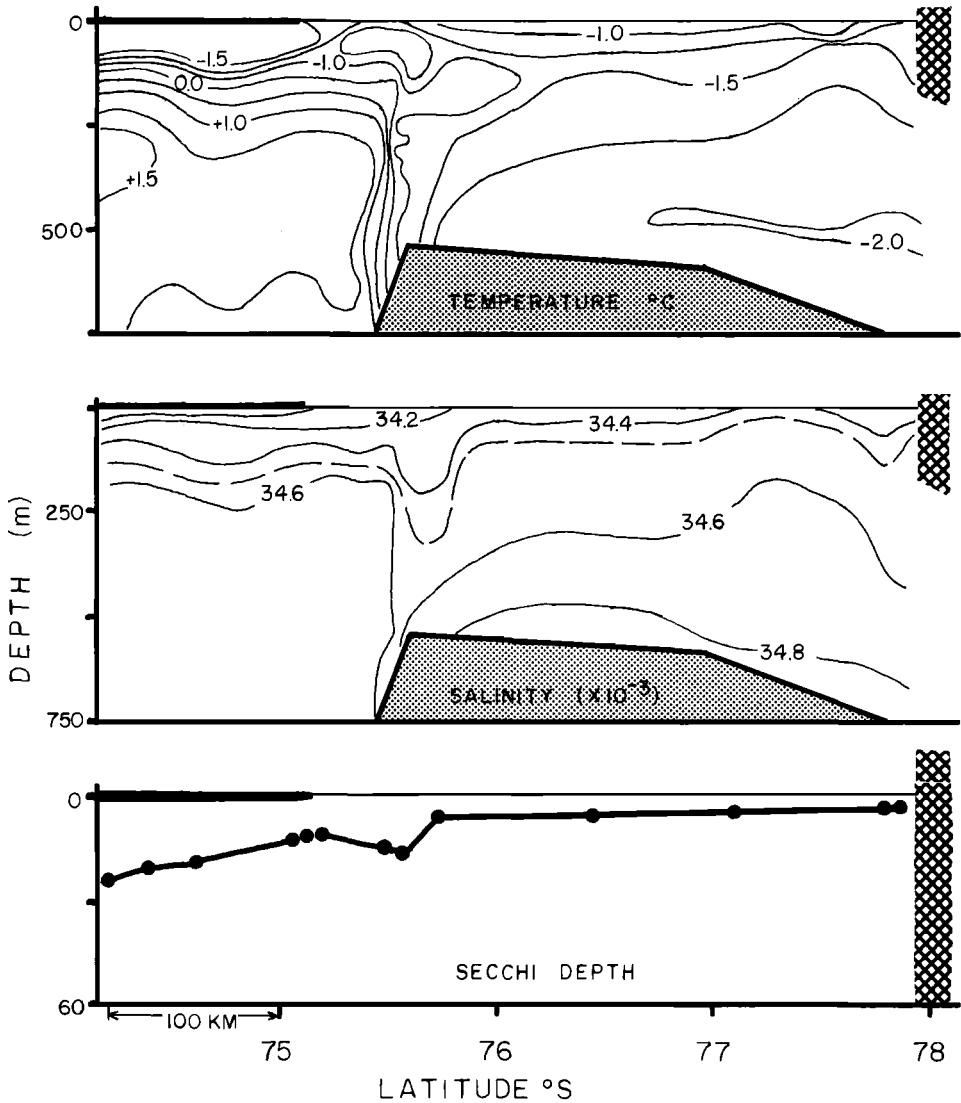 0
-1.5
-1.0
-1.0
0.0
-1.5
+1.0
+1.5
500
-2.0
TEMPERATURE °C
34.2
34.4
34.6
250
34.6
34.8
DEPTH (m)
SALINITY (X10⁻³)
750
0
SECCHI DEPTH
60
100 KM
75 76 77 78
LATITUDE °S